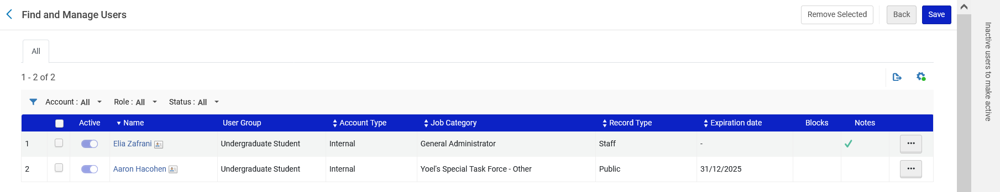 Find and Manage Users
Remove Selected
Back
Save
All
1 - 2 of 2
Account : All Role : All Status : All
Active Name User Group Account Type Job Category Record Type Expiration date Blocks Notes
1 Elia Zafrani Undergraduate Student Internal General Administrator Staff -
2 Aaron Hacohen Undergraduate Student Internal Yoel's Special Task Force - Other Public 31/12/2025
Inactive users to make active